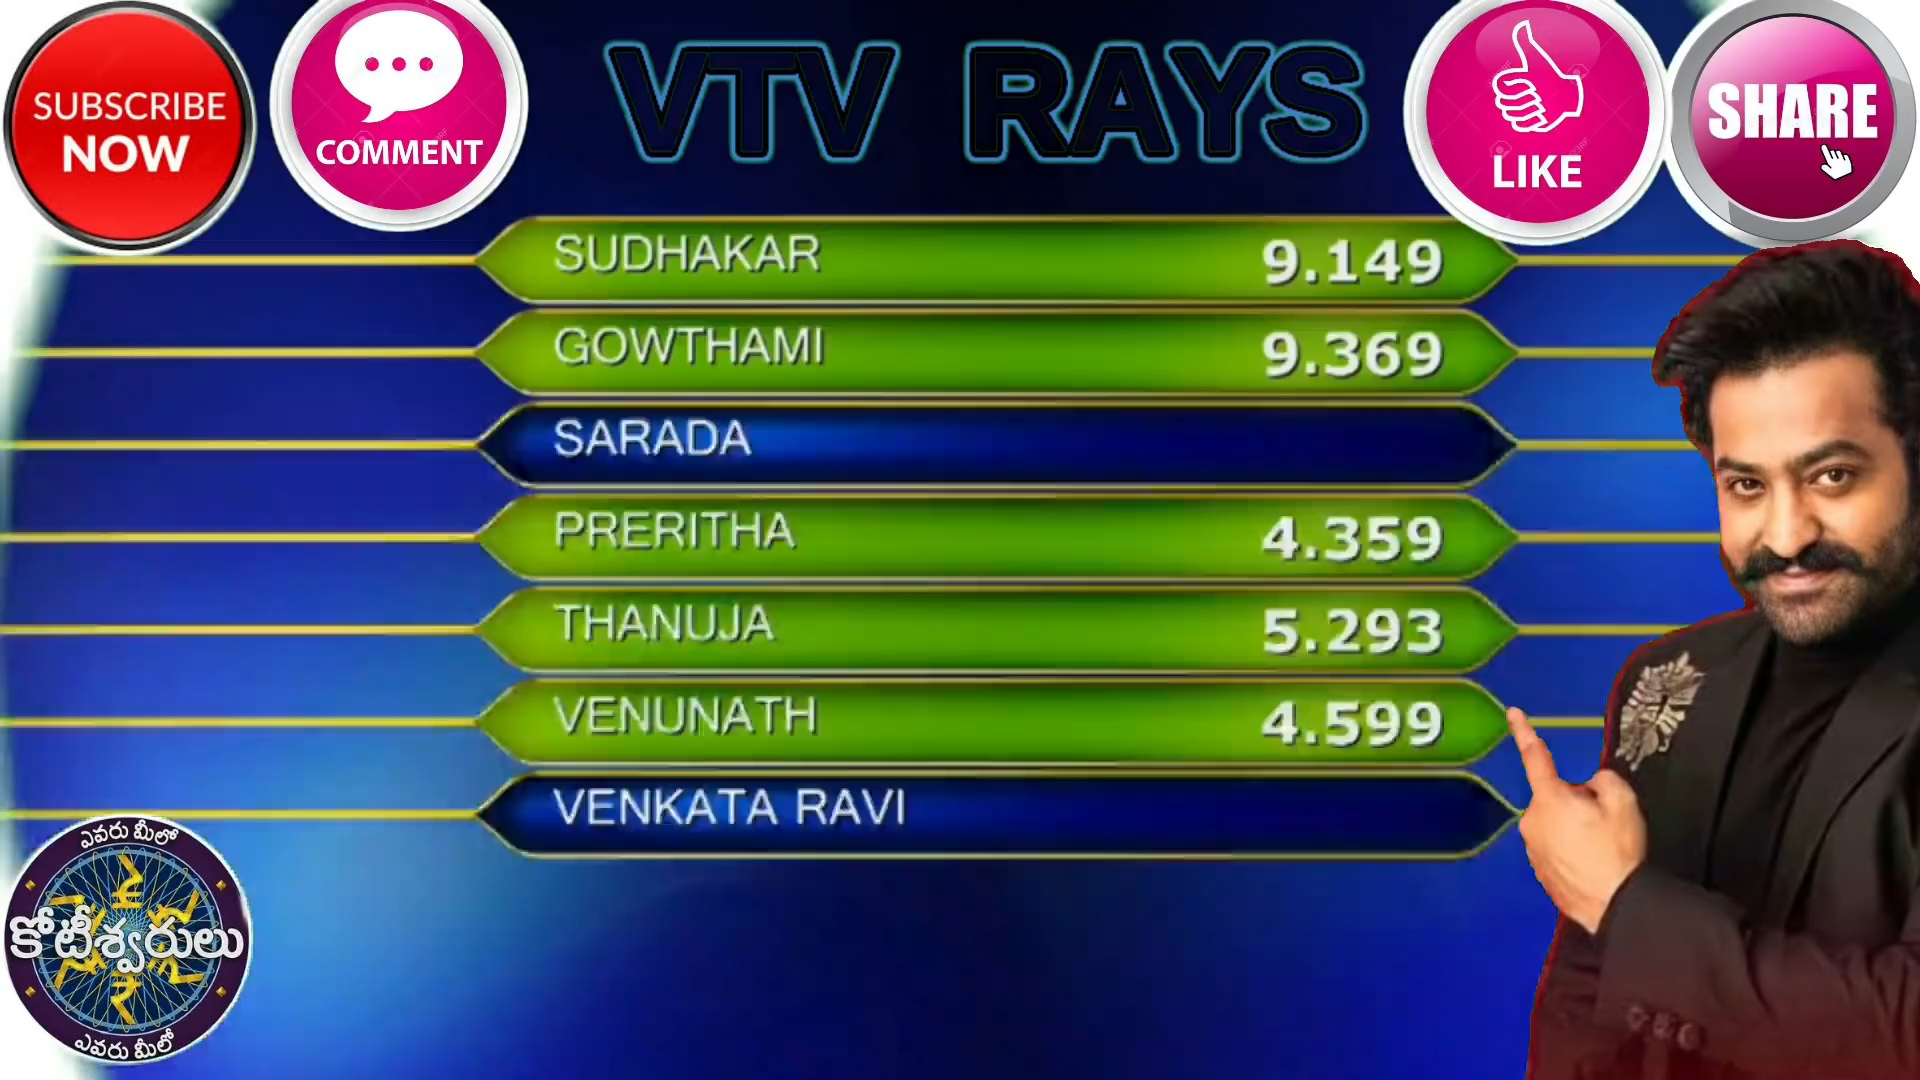 SUBSCRIBE
NOW
COMMENT
VTV RAYS
LIKE
SHARE
SUDHAKAR 9.149
GOWTHAMI 9.369
SARADA
PRERITHA 4.359
THANUJA 5.293
VENUNATH 4.599
VENKATA RAVI
ఎవరు మీలో
కోటీశ్వరులు
ఎవరు మీలో